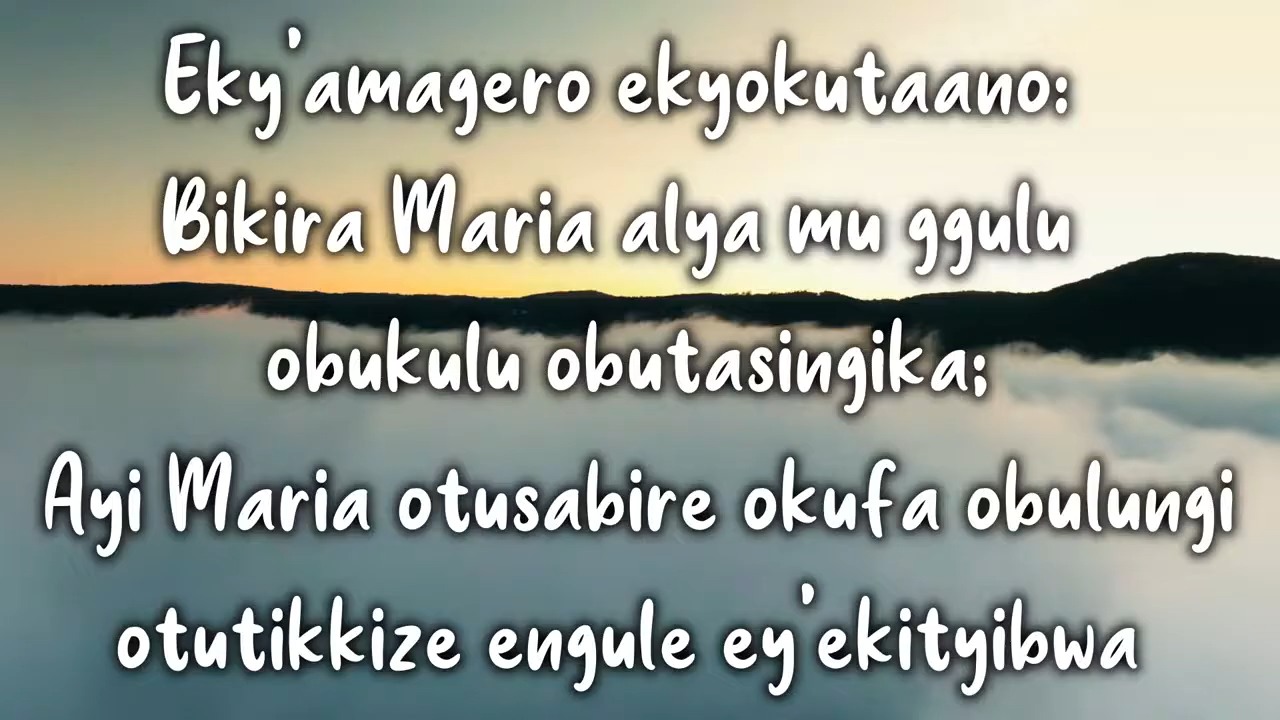 Eky'amagero ekyokutaano:
Bikira Maria alya mu ggulu
obukulu obutasingika;
Ayi Maria otusabire okufa obulungi
otutikkize engule ey'ekityibwa